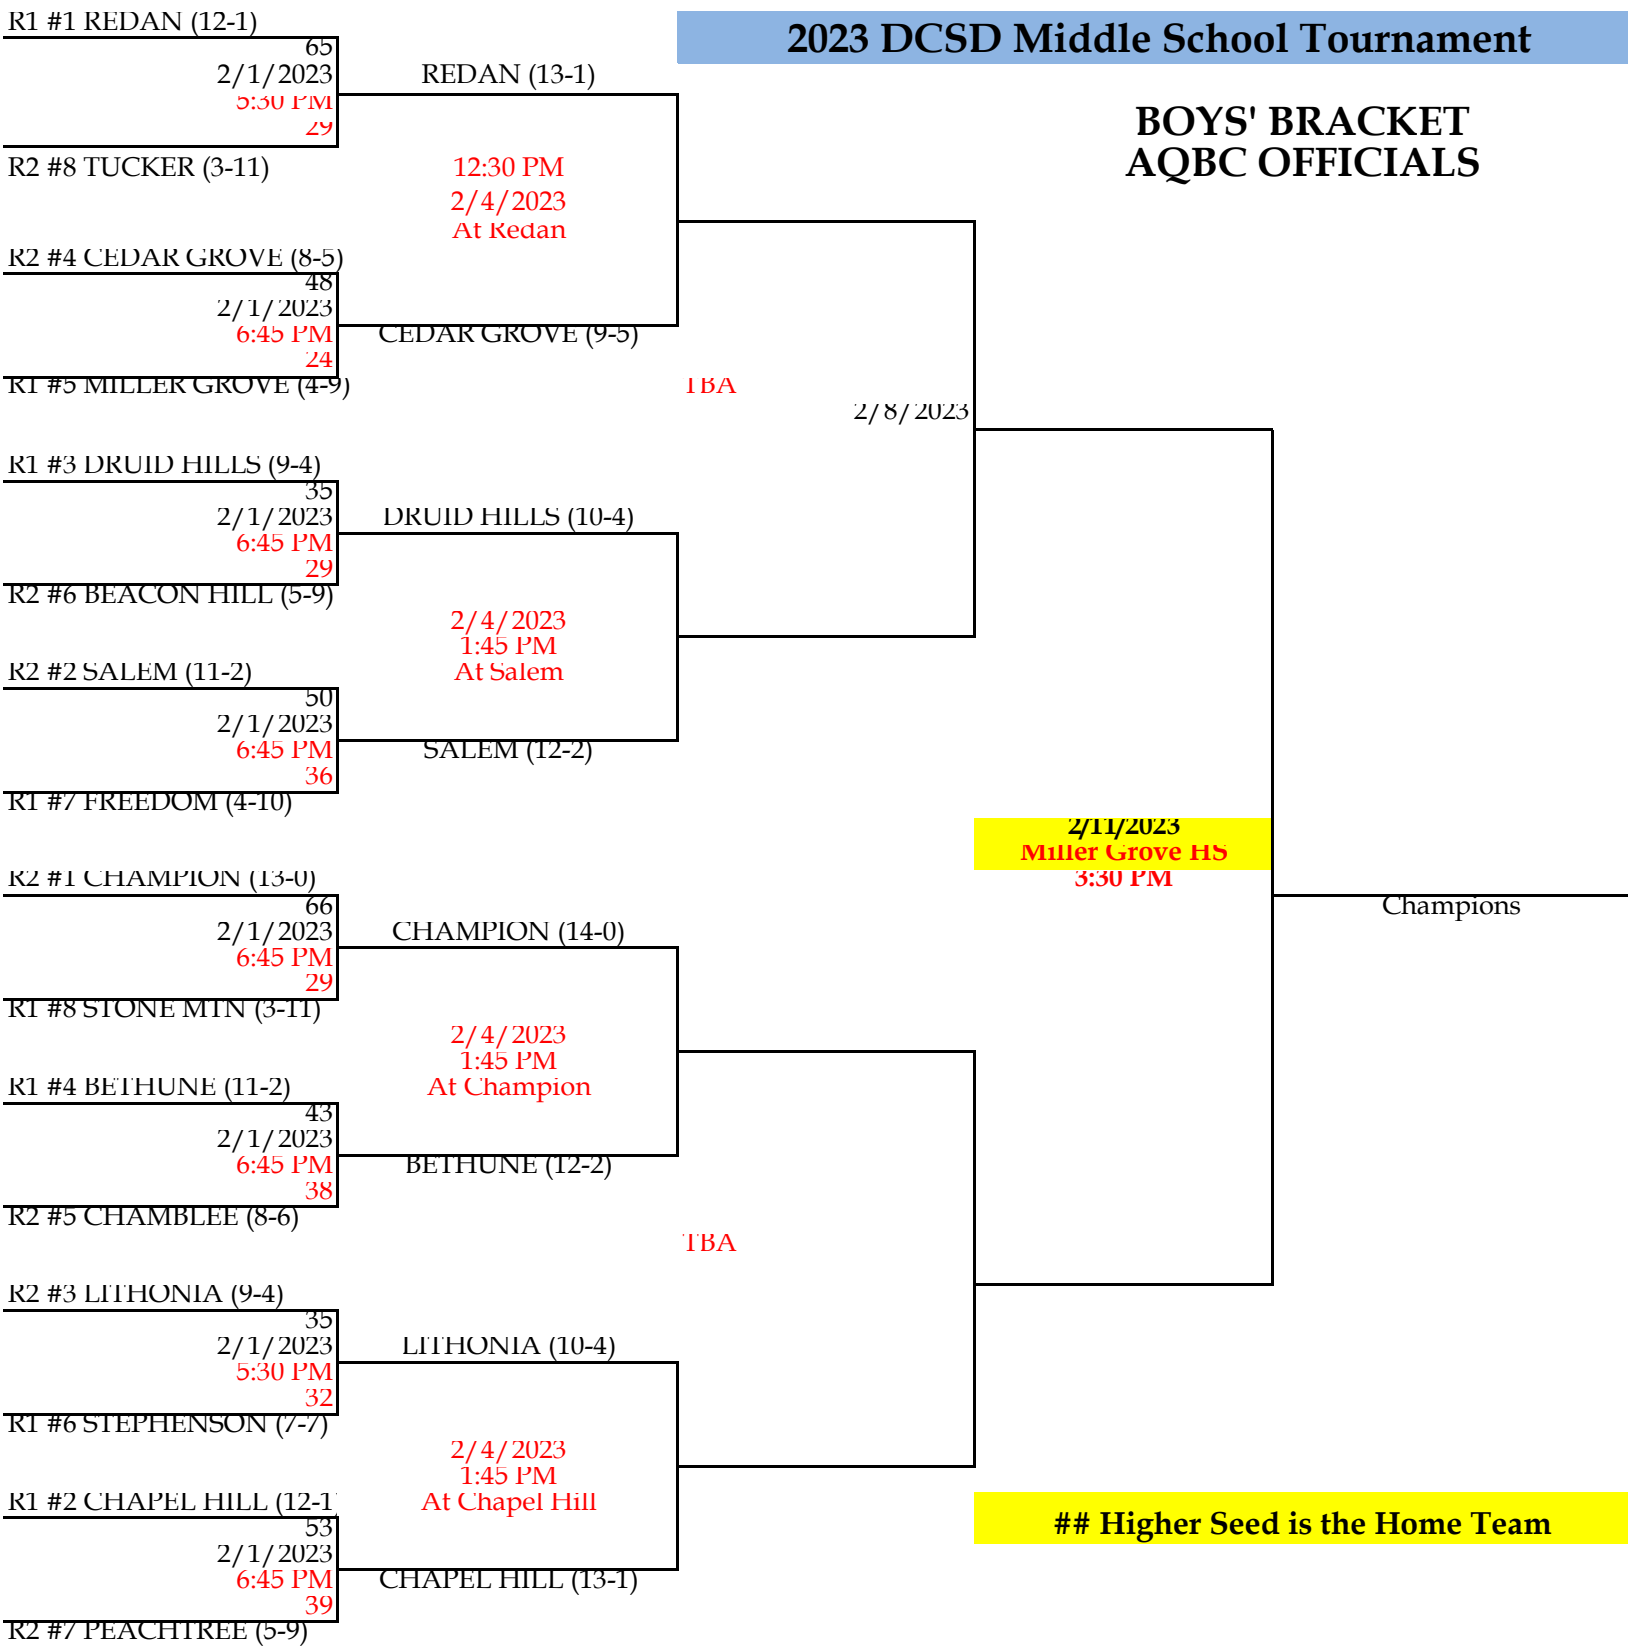 R1 #1 REDAN (12-1)
65
2/1/2023
5:30 PM
29
R2 #8 TUCKER (3-11)
REDAN (13-1)
2023 DCSD Middle School Tournament
BOYS' BRACKET
AQBC OFFICIALS
12:30 PM
2/4/2023
At Redan
R2 #4 CEDAR GROVE (8-5)
48
2/1/2023
6:45 PM
24
R1 #5 MILLER GROVE (4-9)
CEDAR GROVE (9-5)
TBA
2/8/2023
R1 #3 DRUID HILLS (9-4)
35
2/1/2023
6:45 PM
29
R2 #6 BEACON HILL (5-9)
DRUID HILLS (10-4)
2/4/2023
1:45 PM
At Salem
R2 #2 SALEM (11-2)
50
2/1/2023
6:45 PM
36
R1 #7 FREEDOM (4-10)
SALEM (12-2)
2/11/2023
Miller Grove HS
3:30 PM
Champions
R2 #1 CHAMPION (13-0)
66
2/1/2023
6:45 PM
29
R1 #8 STONE MTN (3-11)
CHAMPION (14-0)
2/4/2023
1:45 PM
At Champion
R1 #4 BETHUNE (11-2)
43
2/1/2023
6:45 PM
38
R2 #5 CHAMBLEE (8-6)
BETHUNE (12-2)
TBA
R2 #3 LITHONIA (9-4)
35
2/1/2023
5:30 PM
32
R1 #6 STEPHENSON (7-7)
LITHONIA (10-4)
2/4/2023
1:45 PM
At Chapel Hill
R1 #2 CHAPEL HILL (12-1)
53
2/1/2023
6:45 PM
39
R2 #7 PEACHTREE (5-9)
CHAPEL HILL (13-1)
## Higher Seed is the Home Team